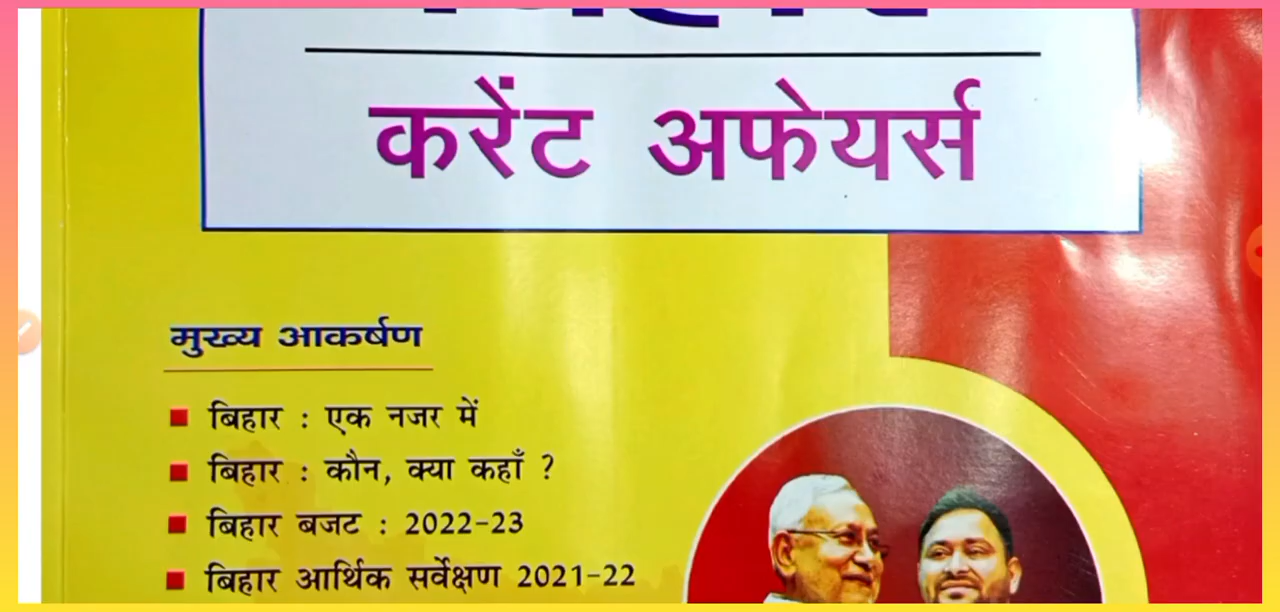 करेंट अफेयर्स
मुख्य आकर्षण
बिहार : एक नजर में
बिहार : कौन, क्या कहाँ ?
बिहार बजट : 2022-23
बिहार आर्थिक सर्वेक्षण 2021-22